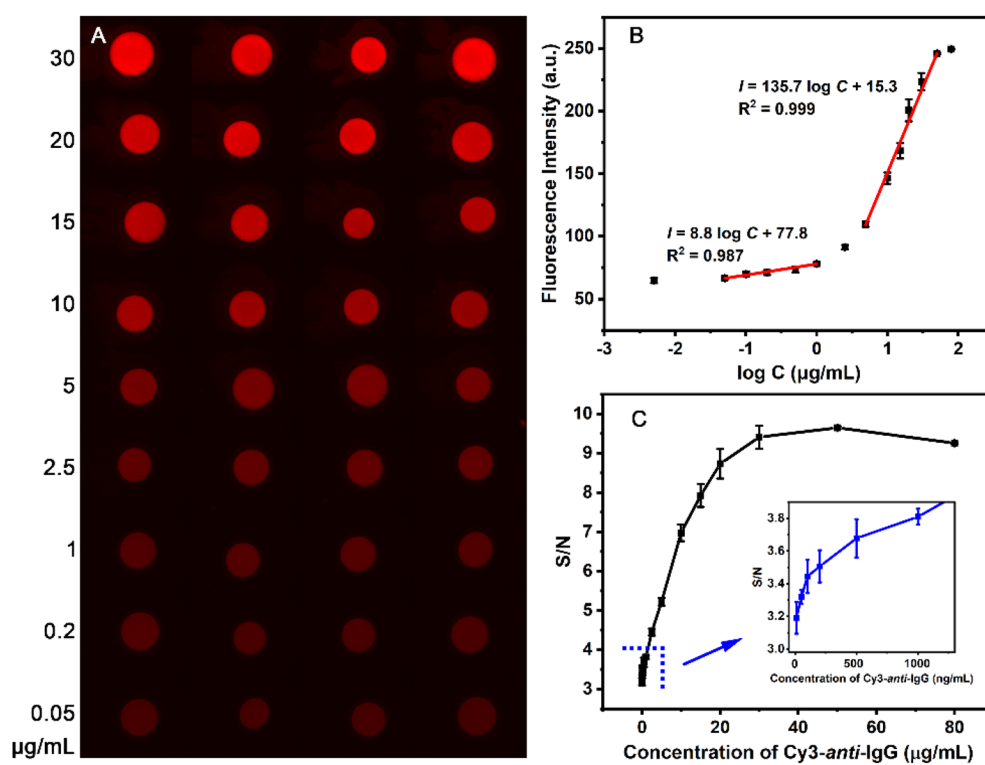 A
30
20
15
10
5
2.5
1
0.2
0.05
µg/mL
B
Fluorescence Intensity (a.u.)
250
200
150
100
50
I = 135.7 log C + 15.3
R² = 0.999
I = 8.8 log C + 77.8
R² = 0.987
-3 -2 -1 0 1 2
log C (µg/mL)
C
S/N
10
9
8
7
6
5
4
3
0 20 40 60 80
Concentration of Cy3-anti-IgG (µg/mL)
S/N
3.8
3.6
3.4
3.2
3.0
0 500 1000
Concentration of Cy3-anti-IgG (ng/mL)